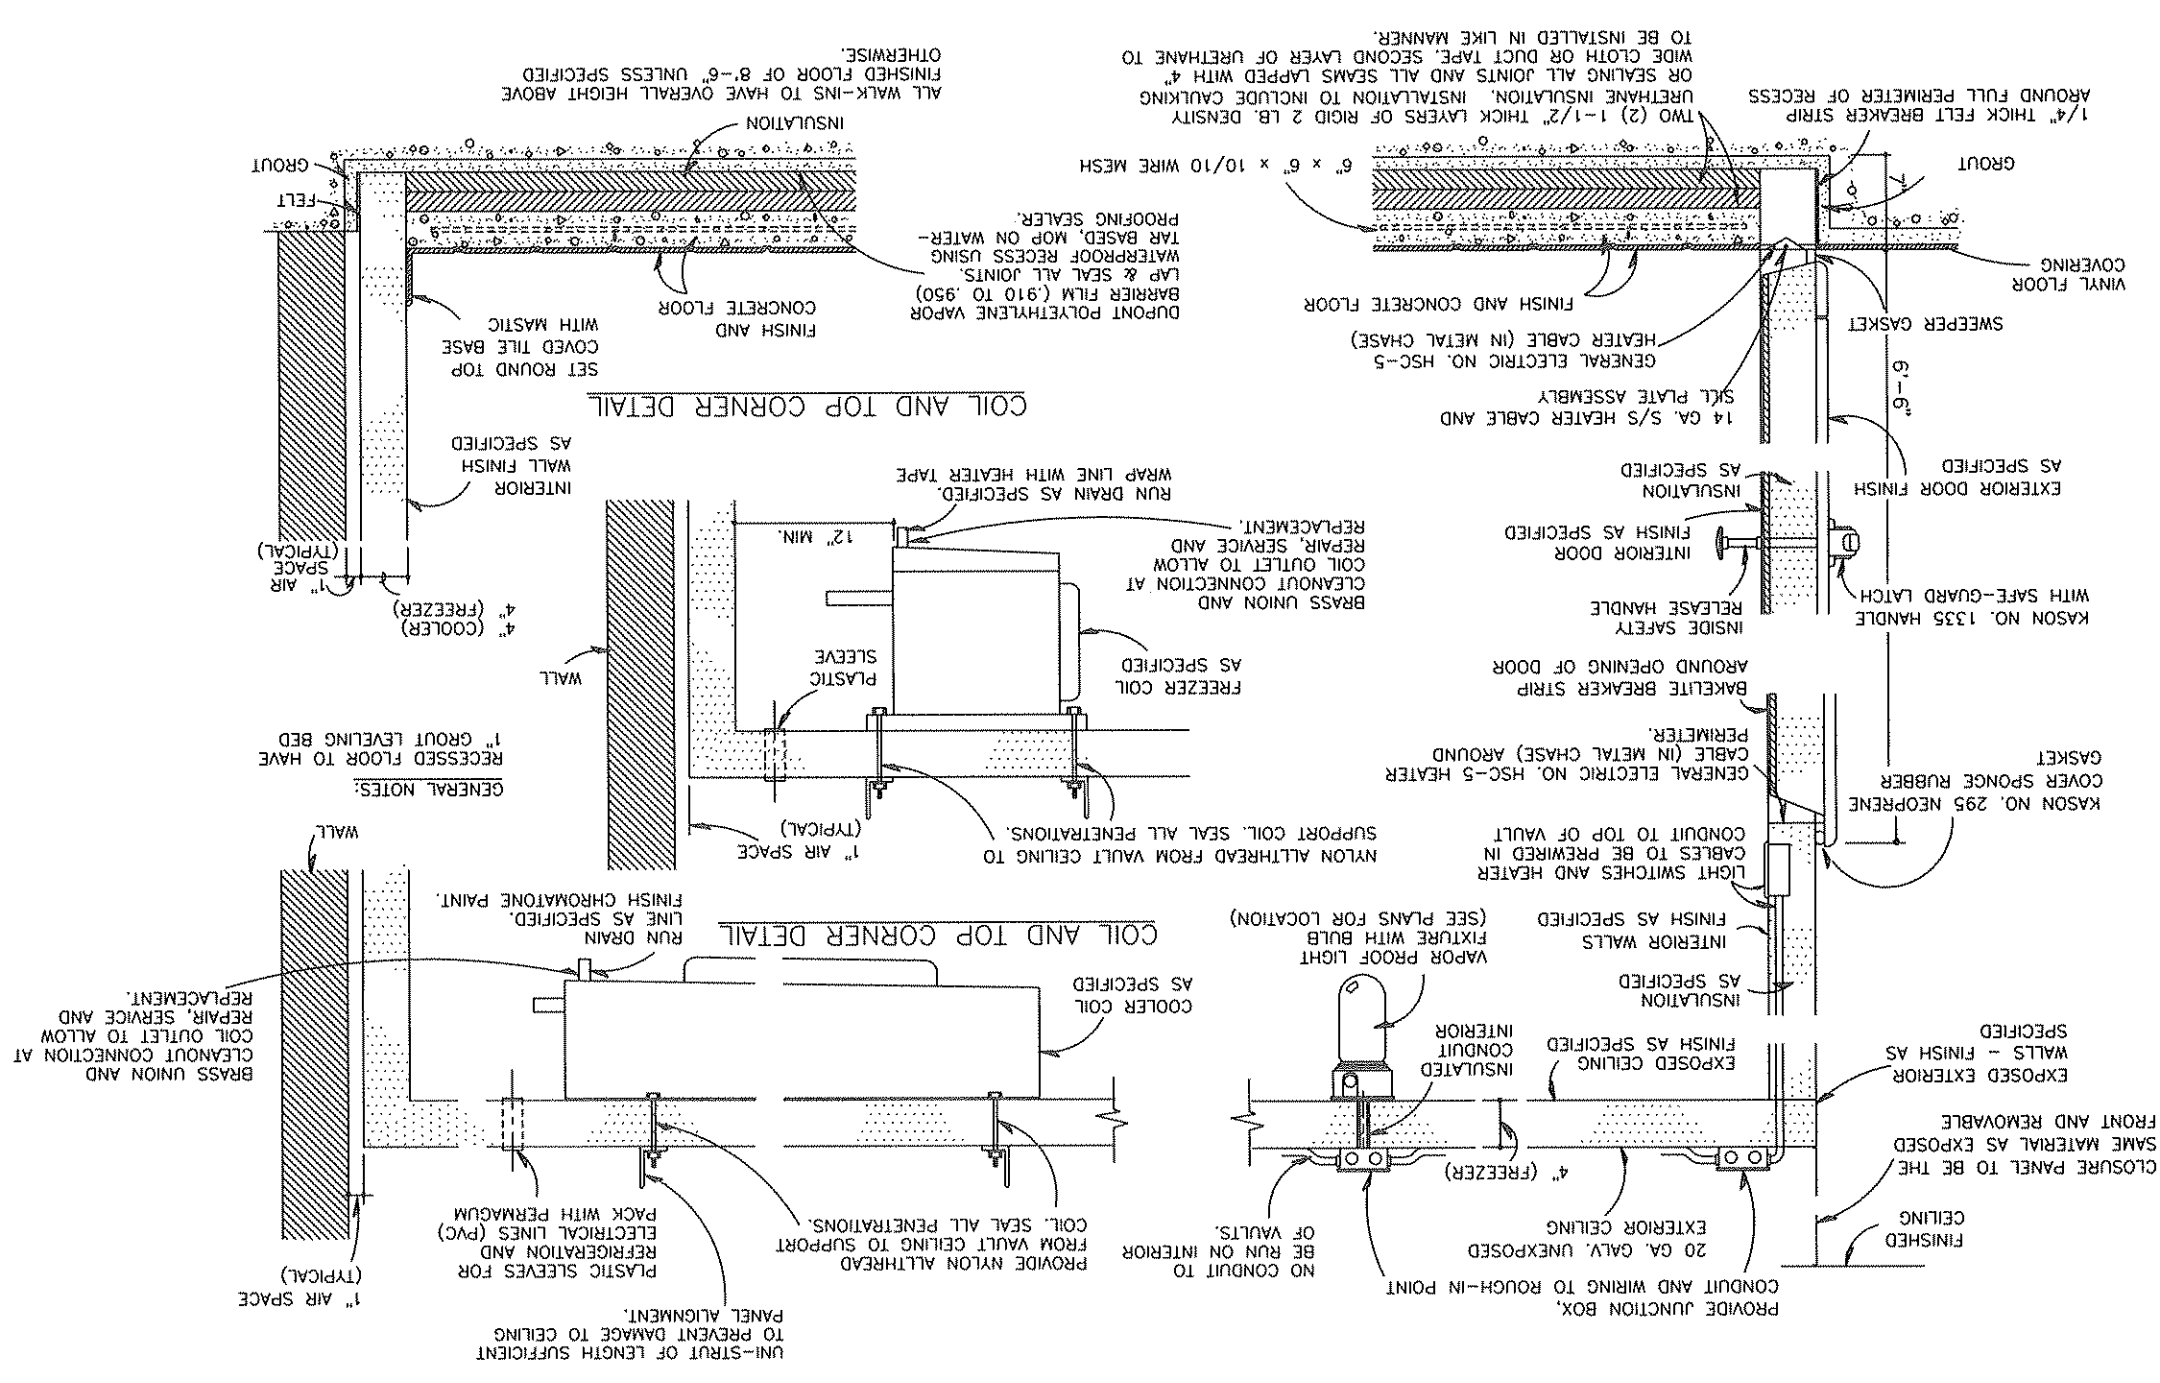 FINISHED
CEILING
CLOSURE PANEL TO BE THE
SAME MATERIAL AS EXPOSED
FRONT AND REMOVABLE
EXPOSED EXTERIOR
WALLS - FINISH AS
SPECIFIED
PROVIDE JUNCTION BOX,
CONDUIT AND WIRING TO ROUGH-IN POINT
20 GA. GALV. UNEXPOSED
EXTERIOR CEILING
4"
(FREEZER)
NO CONDUIT TO
BE RUN ON INTERIOR
OF VAULTS.
EXPOSED CEILING
FINISH AS SPECIFIED
INSULATED
CONDUIT
INTERIOR
INSULATION
AS SPECIFIED
INTERIOR WALLS
FINISH AS SPECIFIED
VAPOR PROOF LIGHT
FIXTURE WITH BULB
(SEE PLANS FOR LOCATION)
LIGHT SWITCHES AND HEATER
CABLES TO BE PREWIRED IN
CONDUIT TO TOP OF VAULT
KASON NO. 295 NEOPRENE
COVER SPONGE RUBBER
GASKET
GENERAL ELECTRIC NO. HSC-5 HEATER
CABLE (IN METAL CHASE) AROUND
PERIMETER.
BAKELITE BREAKER STRIP
AROUND OPENING OF DOOR
KASON NO. 1335 HANDLE
WITH SAFE-GUARD LATCH
INSIDE SAFETY
RELEASE HANDLE
INTERIOR DOOR
FINISH AS SPECIFIED
EXTERIOR DOOR FINISH
AS SPECIFIED
INSULATION
AS SPECIFIED
6'-6"
14 GA. S/S HEATER CABLE AND
SILL PLATE ASSEMBLY
GENERAL ELECTRIC NO. HSC-5
HEATER CABLE (IN METAL CHASE)
SWEEPER GASKET
FINISH AND CONCRETE FLOOR
VINYL FLOOR
COVERING
7"
GROUT
6" x 6" x 10/10 WIRE MESH
1/4" THICK FELT BREAKER STRIP
AROUND FULL PERIMETER OF RECESS
TWO (2) 1-1/2" THICK LAYERS OF RIGID 2 LB. DENSITY
URETHANE INSULATION. INSTALLATION TO INCLUDE CAULKING
OR SEALING ALL JOINTS AND ALL SEAMS LAPPED WITH 4"
WIDE CLOTH OR DUCT TAPE. SECOND LAYER OF URETHANE TO
TO BE INSTALLED IN LIKE MANNER.
UNI-STRUT OF LENGTH SUFFICIENT
TO PREVENT DAMAGE TO CEILING
PANEL ALIGNMENT.
PROVIDE NYLON ALLTHREAD
FROM VAULT CEILING TO SUPPORT
COIL. SEAL ALL PENETRATIONS.
PLASTIC SLEEVES FOR
REFRIGERATION AND
ELECTRICAL LINES (PVC)
PACK WITH PERMAGUM
1" AIR SPACE
(TYPICAL)
COOLER COIL
AS SPECIFIED
BRASS UNION AND
CLEANOUT CONNECTION AT
COIL OUTLET TO ALLOW
REPAIR, SERVICE AND
REPLACEMENT.
RUN DRAIN
LINE AS SPECIFIED.
FINISH CHROMATONE PAINT.
COIL AND TOP CORNER DETAIL
WALL
NYLON ALLTHREAD FROM VAULT CEILING TO
SUPPORT COIL. SEAL ALL PENETRATIONS.
1" AIR SPACE
(TYPICAL)
GENERAL NOTES:
RECESSED FLOOR TO HAVE
1" GROUT LEVELING BED
FREEZER COIL
AS SPECIFIED
PLASTIC
SLEEVE
WALL
BRASS UNION AND
CLEANOUT CONNECTION AT
COIL OUTLET TO ALLOW
REPAIR, SERVICE AND
REPLACEMENT.
12" MIN.
RUN DRAIN AS SPECIFIED.
WRAP LINE WITH HEATER TAPE
COIL AND TOP CORNER DETAIL
4" (COOLER)
4" (FREEZER)
1" AIR
SPACE
(TYPICAL)
INTERIOR
WALL FINISH
AS SPECIFIED
SET ROUND TOP
COVED TILE BASE
WITH MASTIC
FINISH AND
CONCRETE FLOOR
DUPONT POLYETHYLENE VAPOR
BARRIER FILM (.910 TO .950)
LAP & SEAL ALL JOINTS.
WATERPROOF RECESS USING
TAR BASED, MOP ON WATER-
PROOFING SEALER.
FELT
GROUT
INSULATION
ALL WALK-INS TO HAVE OVERALL HEIGHT ABOVE
FINISHED FLOOR OF 8'-6" UNLESS SPECIFIED
OTHERWISE.